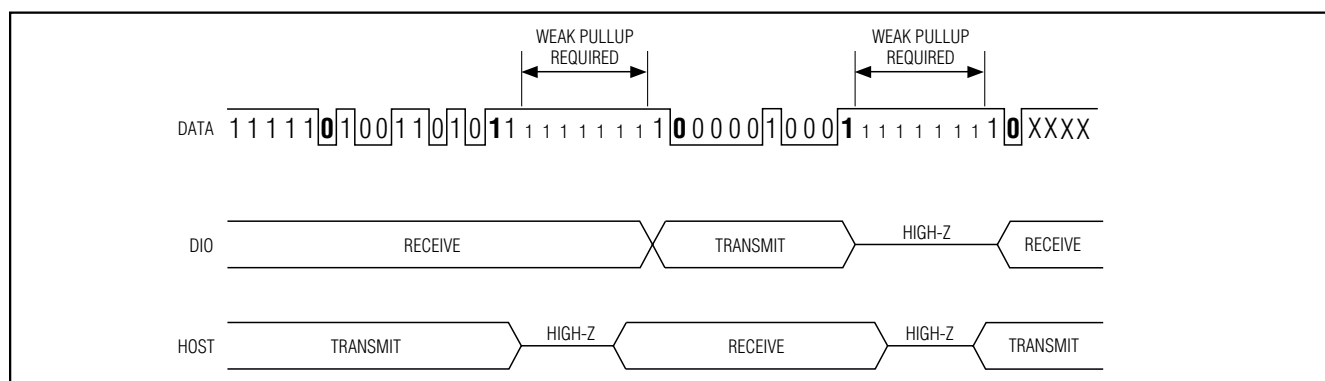 WEAK PULLUP
REQUIRED
WEAK PULLUP
REQUIRED
DATA 1 1 1 1 1 0 1 0 0 1 1 0 1 0 1 1 1 1 1 1 1 1 1 1 0 0 0 0 0 1 0 0 0 1 1 1 1 1 1 1 1 1 0 X X X X
DIO RECEIVE TRANSMIT HIGH-Z RECEIVE
HOST TRANSMIT HIGH-Z RECEIVE HIGH-Z TRANSMIT